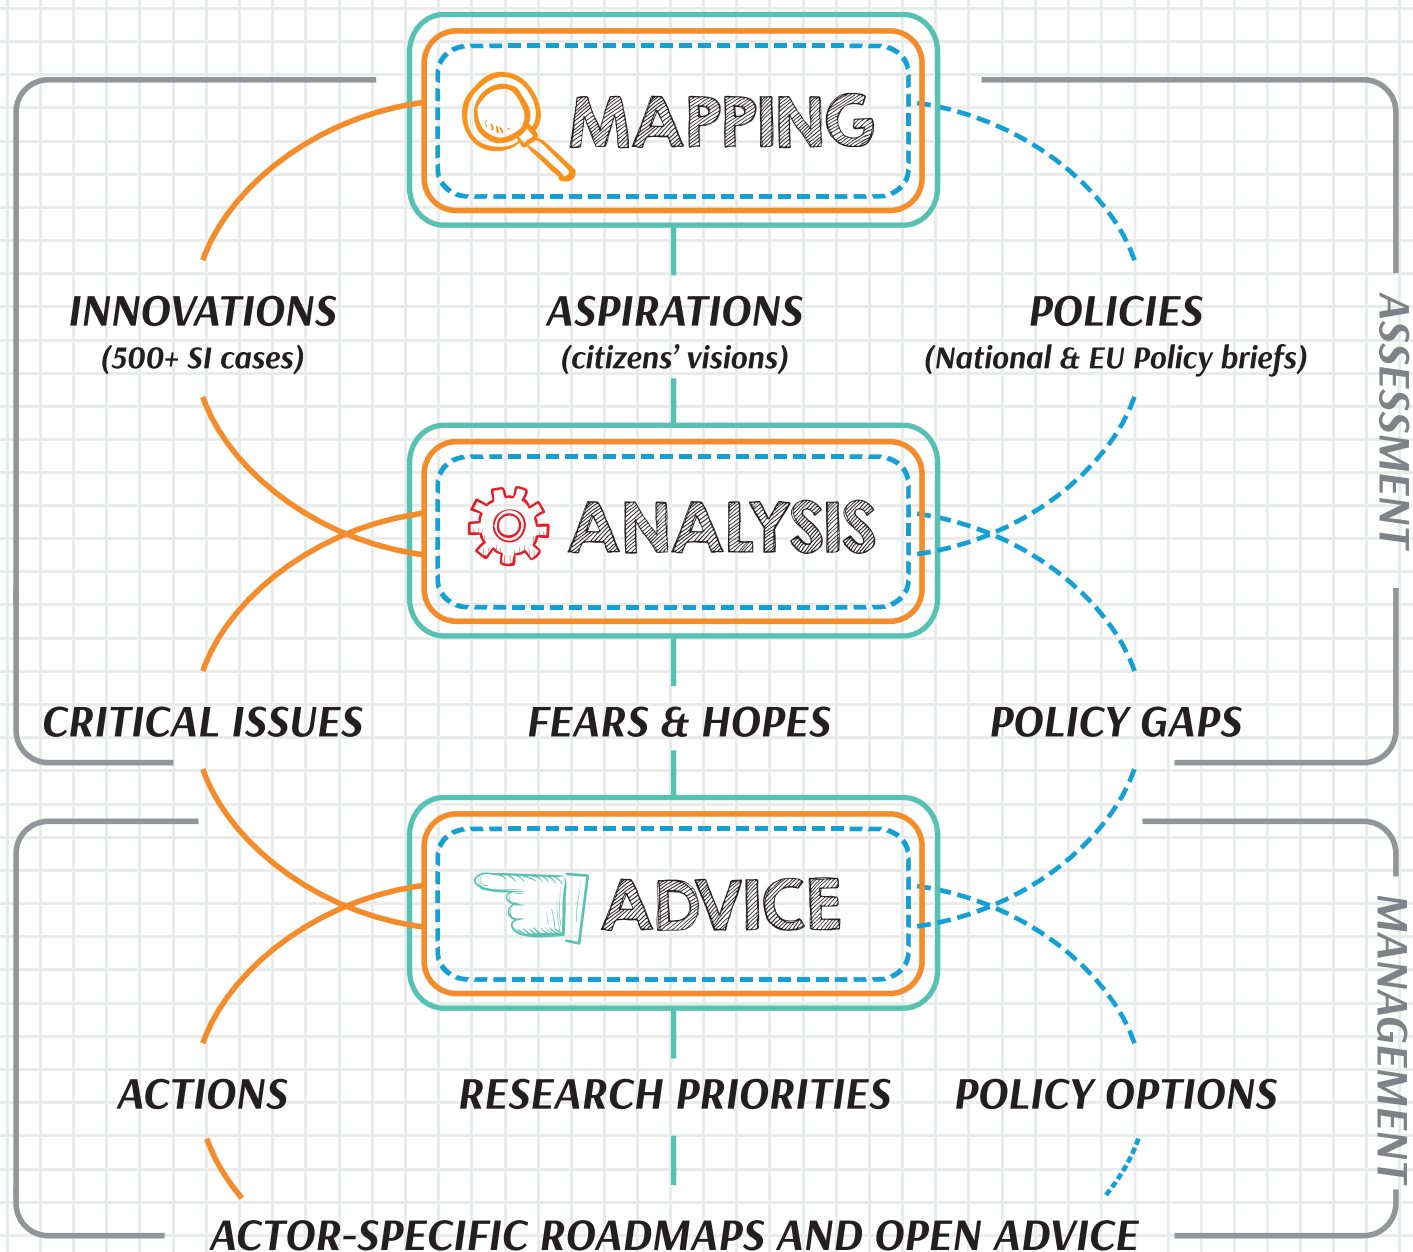 MAPPING
INNOVATIONS
(500+ SI cases)
ASPIRATIONS
(citizens’ visions)
POLICIES
(National & EU Policy briefs)
ASSESSMENT
ANALYSIS
CRITICAL ISSUES
FEARS & HOPES
POLICY GAPS
ADVICE
MANAGEMENT
ACTIONS
RESEARCH PRIORITIES
POLICY OPTIONS
ACTOR-SPECIFIC ROADMAPS AND OPEN ADVICE